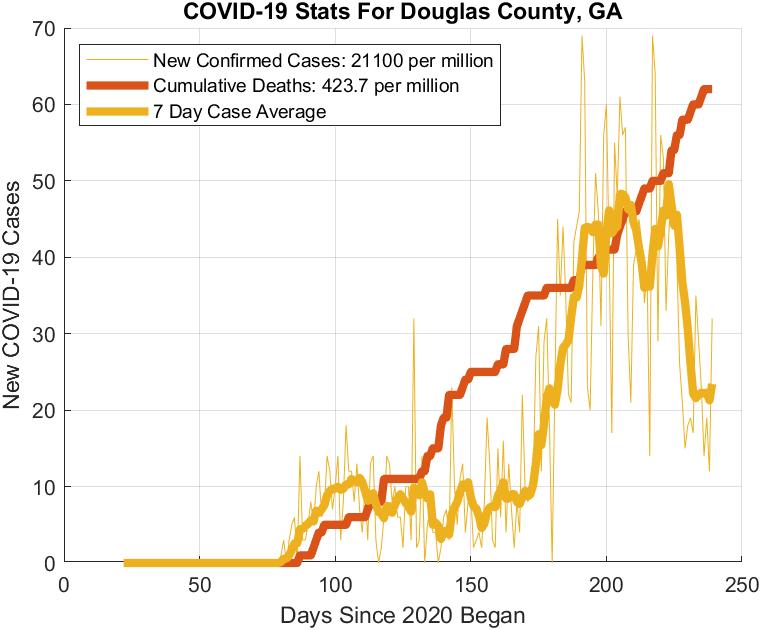 COVID-19 Stats For Douglas County, GA
New Confirmed Cases: 21100 per million
Cumulative Deaths: 423.7 per million
7 Day Case Average
New COVID-19 Cases
70
60
50
40
30
20
10
0
0 50 100 150 200 250
Days Since 2020 Began